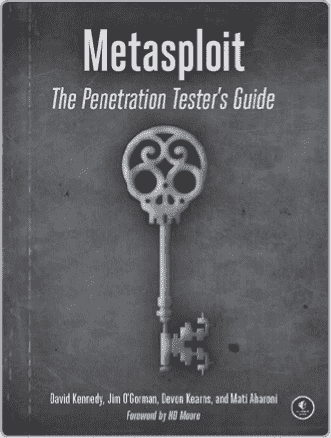 Metasploit
The Penetration Tester's Guide
David Kennedy, Jim O'Gorman, Devon Kearns, and Mati Aharoni
Foreword by HD Moore